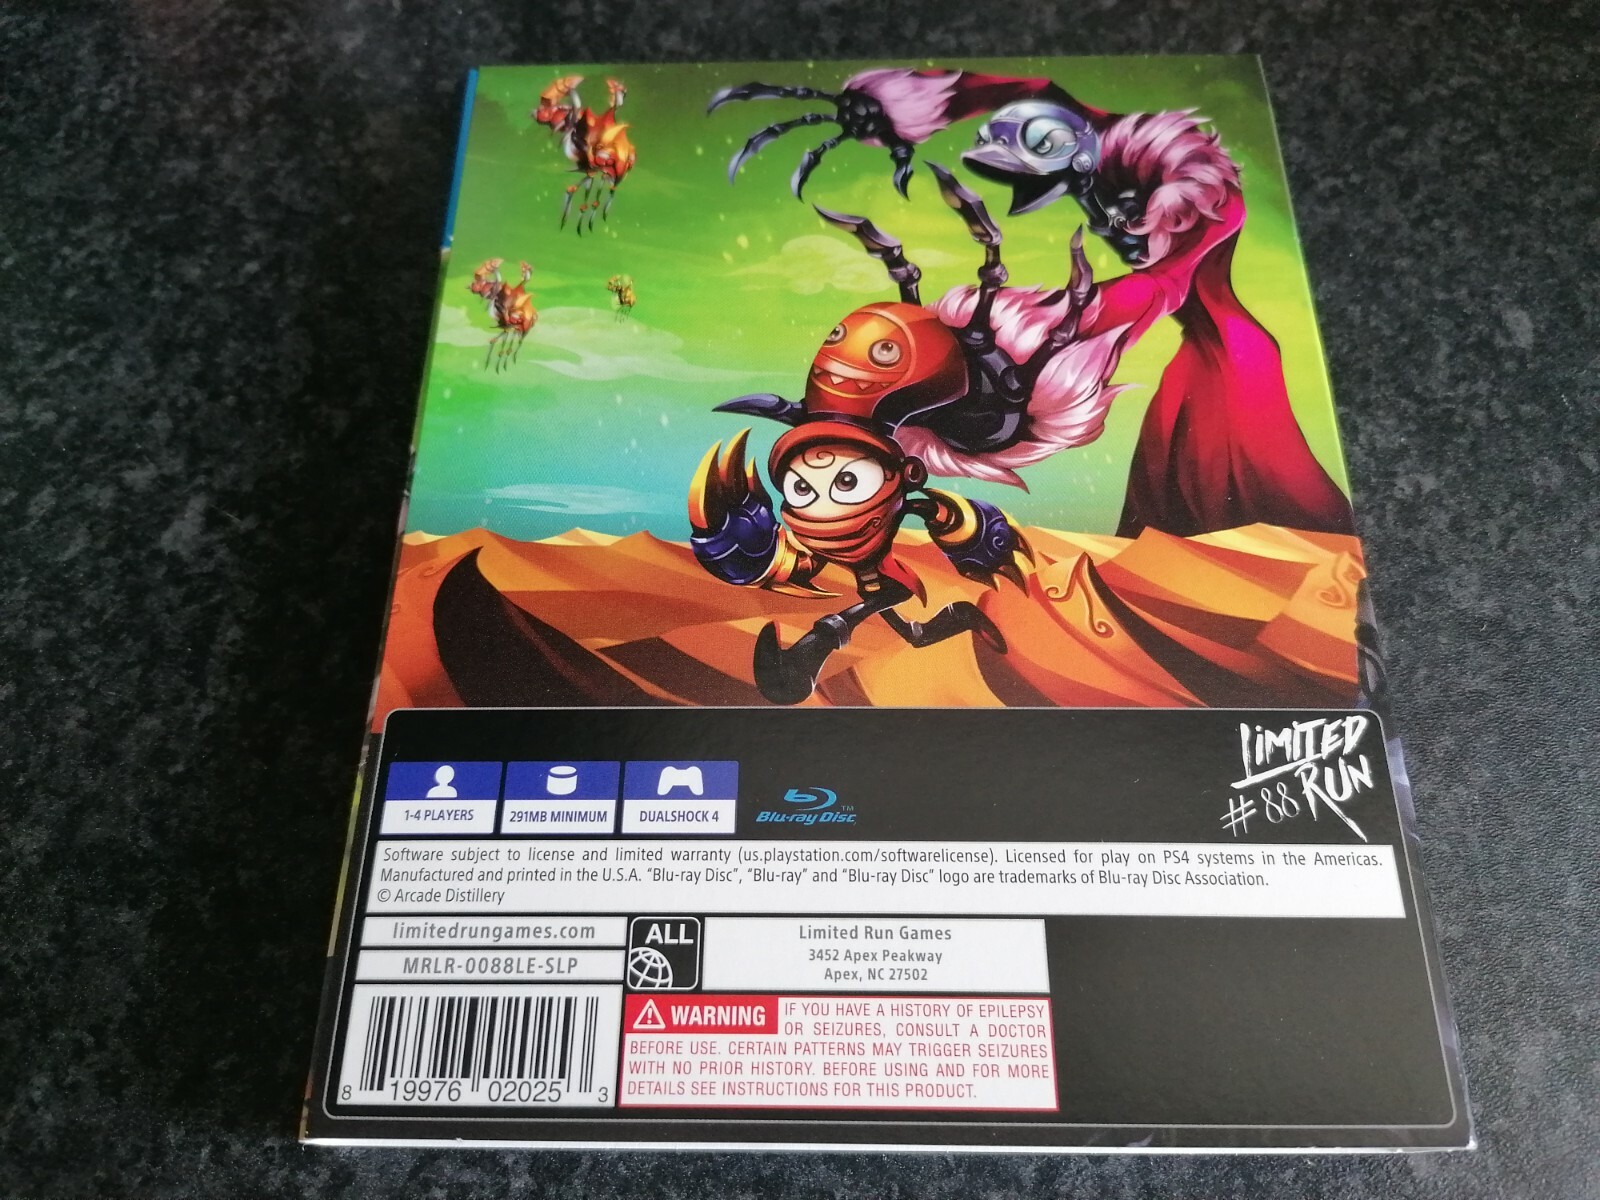 LIMITED
RUN
#88
1-4 PLAYERS
291MB MINIMUM
DUALSHOCK 4
Blu-ray Disc™
Software subject to license and limited warranty (us.playstation.com/softwarelicense). Licensed for play on PS4 systems in the Americas.
Manufactured and printed in the U.S.A. “Blu-ray Disc”, “Blu-ray” and “Blu-ray Disc” logo are trademarks of Blu-ray Disc Association.
© Arcade Distillery
limitedrungames.com
MRLR-0088LE-SLP
ALL
Limited Run Games
3452 Apex Peakway
Apex, NC 27502
WARNING IF YOU HAVE A HISTORY OF EPILEPSY
OR SEIZURES, CONSULT A DOCTOR
BEFORE USE. CERTAIN PATTERNS MAY TRIGGER SEIZURES
WITH NO PRIOR HISTORY. BEFORE USING AND FOR MORE
DETAILS SEE INSTRUCTIONS FOR THIS PRODUCT.
8 19976 02025 3